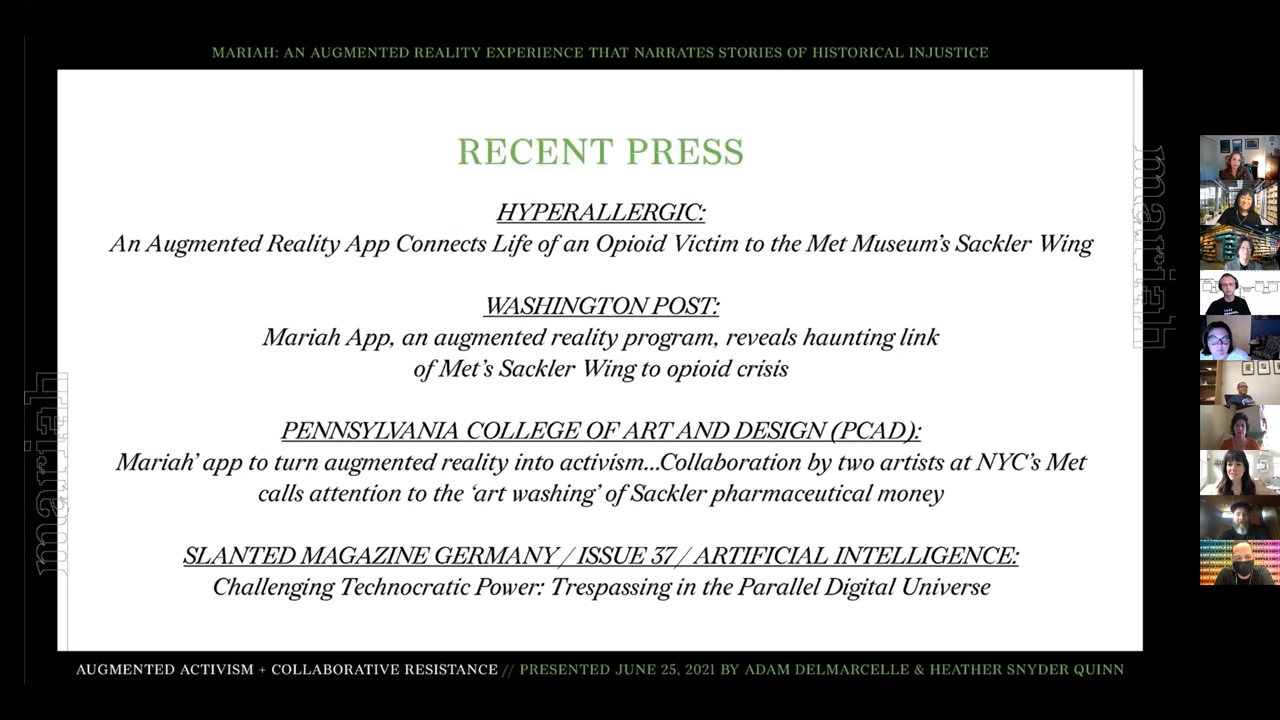 MARIAH: AN AUGMENTED REALITY EXPERIENCE THAT NARRATES STORIES OF HISTORICAL INJUSTICE
RECENT PRESS
HYPERALLERGIC:
An Augmented Reality App Connects Life of an Opioid Victim to the Met Museum's Sackler Wing
WASHINGTON POST:
Mariah App, an augmented reality program, reveals haunting link
of Met's Sackler Wing to opioid crisis
PENNSYLVANIA COLLEGE OF ART AND DESIGN (PCAD):
Mariah' app to turn augmented reality into activism...Collaboration by two artists at NYC's Met
calls attention to the 'art washing' of Sackler pharmaceutical money
SLANTED MAGAZINE GERMANY / ISSUE 37 / ARTIFICIAL INTELLIGENCE:
Challenging Technocratic Power: Trespassing in the Parallel Digital Universe
mariah
mariah
AUGMENTED ACTIVISM + COLLABORATIVE RESISTANCE // PRESENTED JUNE 25, 2021 BY ADAM DELMARCELLE & HEATHER SNYDER QUINN